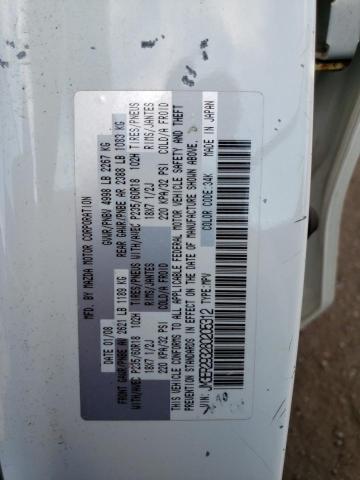 MFD. BY MAZDA MOTOR CORPORATION
DATE: 01/08 GVWR/PNBV 4998 LB 2267 KG
FRONT GAWR/PNBE AV 2621 LB 1189 KG REAR GAWR/PNBE AR 2388 LB 1083 KG
WITH/AVEC P235/60R18 102H TIRES/PNEUS WITH/AVEC P235/60R18 102H TIRES/PNEUS
18X7 1/2J RIMS/JANTES 18X7 1/2J RIMS/JANTES
220 KPA/32 PSI COLD/A FROID 220 KPA/32 PSI COLD/A FROID
THIS VEHICLE CONFORMS TO ALL APPLICABLE FEDERAL MOTOR VEHICLE SAFETY AND THEFT
PREVENTION STANDARDS IN EFFECT ON THE DATE OF MANUFACTURE SHOWN ABOVE.
VIN: TYPE: MPV COLOR CODE: 34K MADE IN JAPAN